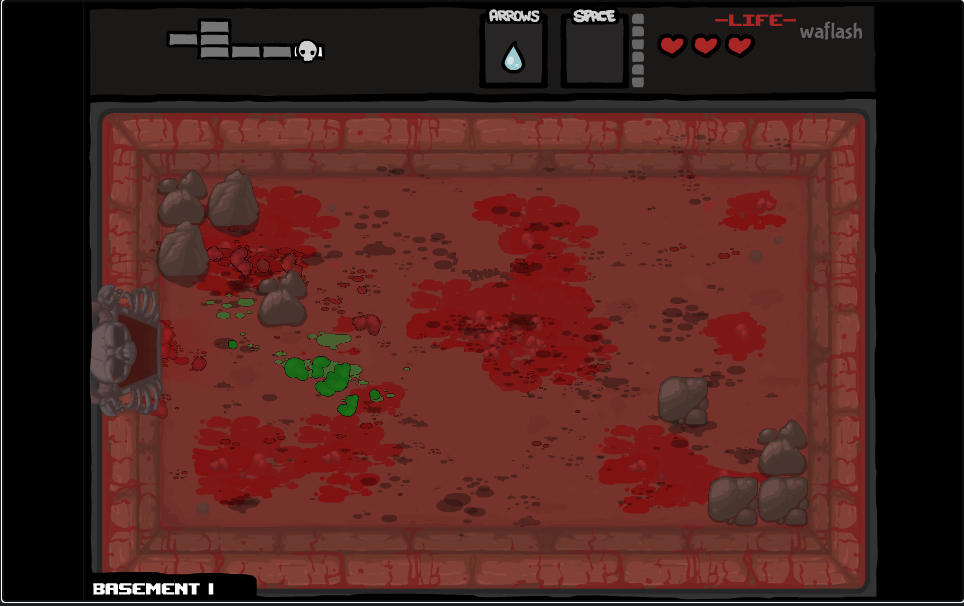 ARROWS
SPACE
—LIFE—
waflash
BASEMENT I